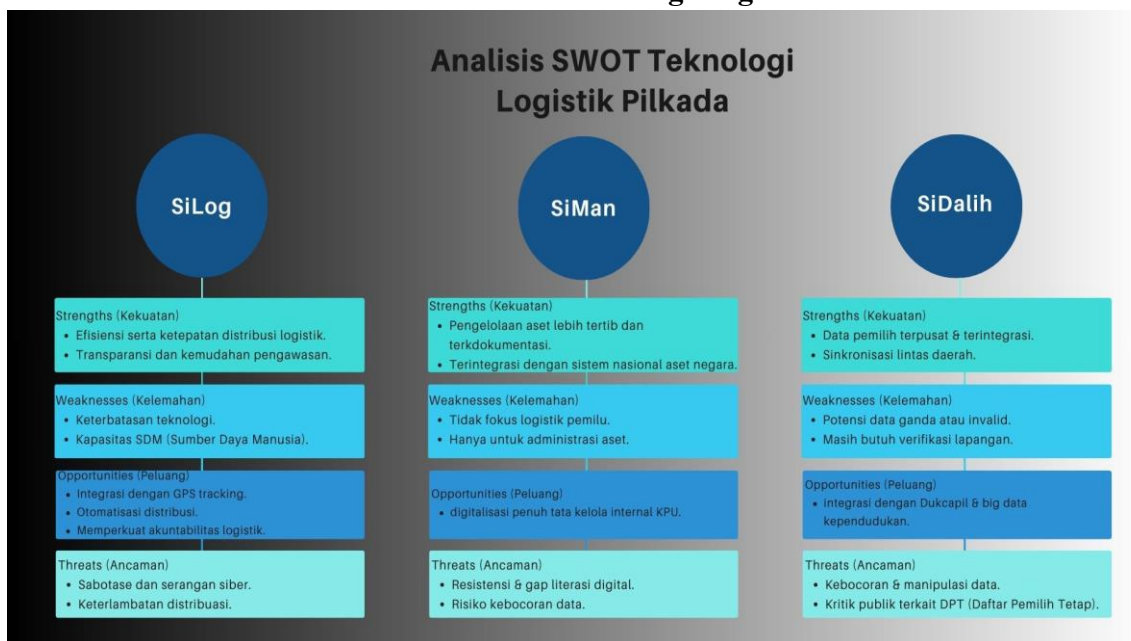 Analisis SWOT Teknologi
Logistik Pilkada
SiLog
Strengths (Kekuatan)
• Efisiensi serta ketepatan distribusi logistik.
• Transparansi dan kemudahan pengawasan.
Weaknesses (Kelemahan)
• Keterbatasan teknologi.
• Kapasitas SDM (Sumber Daya Manusia).
Opportunities (Peluang)
• Integrasi dengan GPS tracking.
• Otomatisasi distribusi.
• Memperkuat akuntabilitas logistik.
Threats (Ancaman)
• Sabotase dan serangan siber.
• Keterlambatan distribuasi.
SiMan
Strengths (Kekuatan)
• Pengelolaan aset lebih tertib dan
terkdokumentasi.
• Terintegrasi dengan sistem nasional aset negara.
Weaknesses (Kelemahan)
• Tidak fokus logistik pemilu.
• Hanya untuk administrasi aset.
Opportunities (Peluang)
• digitalisasi penuh tata kelola internal KPU.
Threats (Ancaman)
• Resistensi & gap literasi digital.
• Risiko kebocoran data.
SiDalih
Strengths (Kekuatan)
• Data pemilih terpusat & terintegrasi.
• Sinkronisasi lintas daerah.
Weaknesses (Kelemahan)
• Potensi data ganda atau invalid.
• Masih butuh verifikasi lapangan.
Opportunities (Peluang)
• integrasi dengan Dukcapil & big data
kependudukan.
Threats (Ancaman)
• Kebocoran & manipulasi data.
• Kritik publik terkait DPT (Daftar Pemilih Tetap).